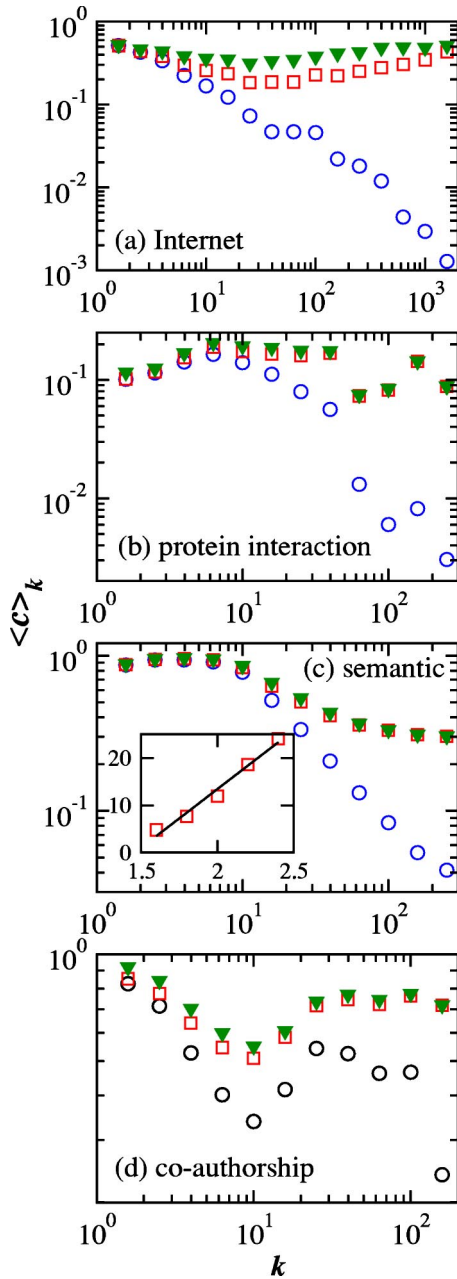 10^0
10^-1
10^-2
(a) Internet
10^-3
10^0 10^1 10^2 10^3
10^-1
10^-2
(b) protein interaction
10^0 10^1 10^2
<c>_k
10^0
(c) semantic
20
10
0
1.5 2 2.5
10^-1
10^0 10^1 10^2
10^0
(d) co-authorship
10^0 10^1 10^2
k